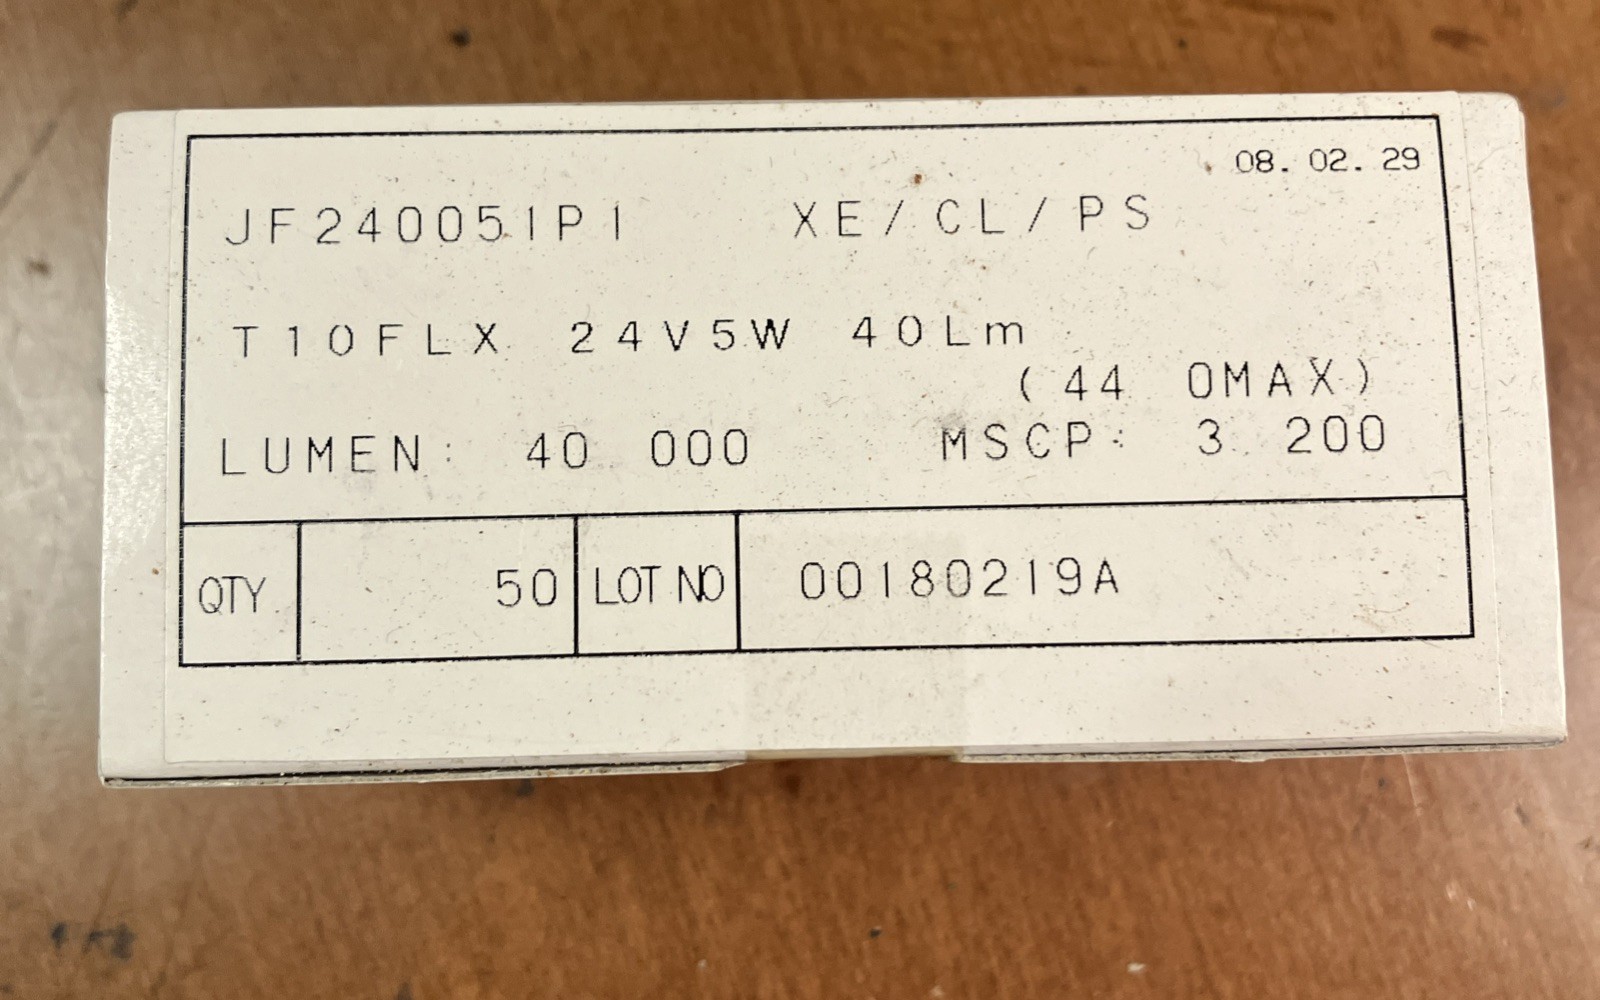 08. 02. 29
JF240051P1 XE/CL/PS
T10FLX 24V5W 40Lm
(44 0MAX)
LUMEN: 40 000 MSCP: 3 200
QTY 50 LOT NO 00180219A